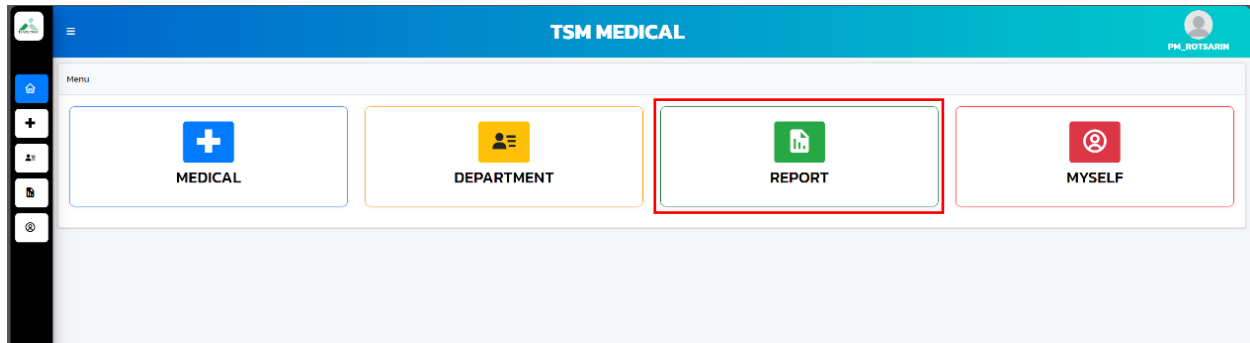 TSM MEDICAL
PM_ROTSARIN
Menu
MEDICAL
DEPARTMENT
REPORT
MYSELF